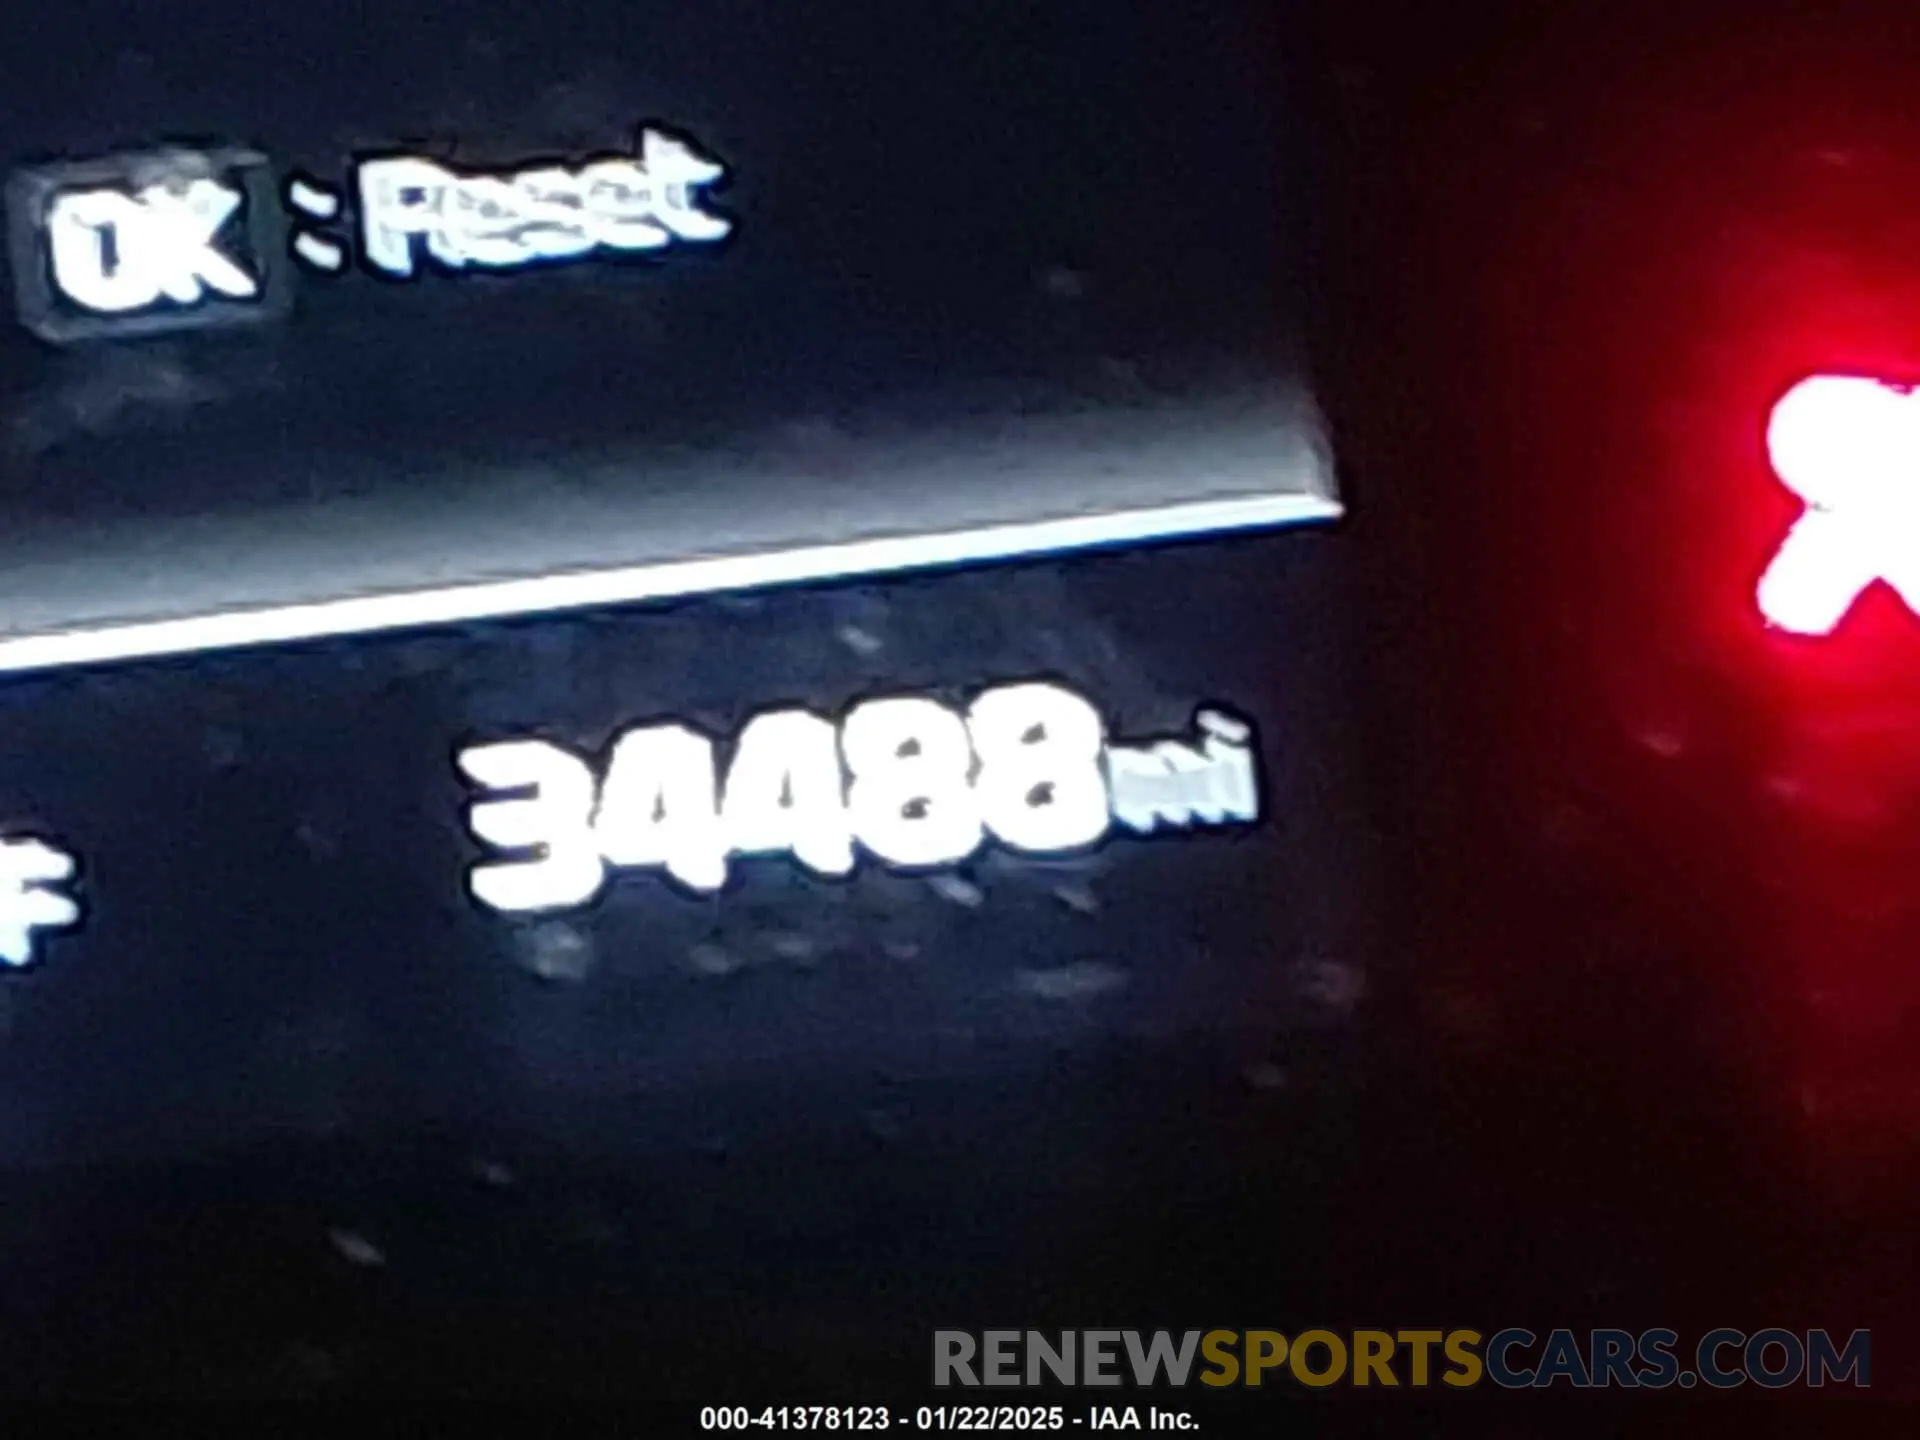 OK : Reset
34488 mi
°F
RENEWSPORTSCARS.COM
000-41378123 - 01/22/2025 - IAA Inc.